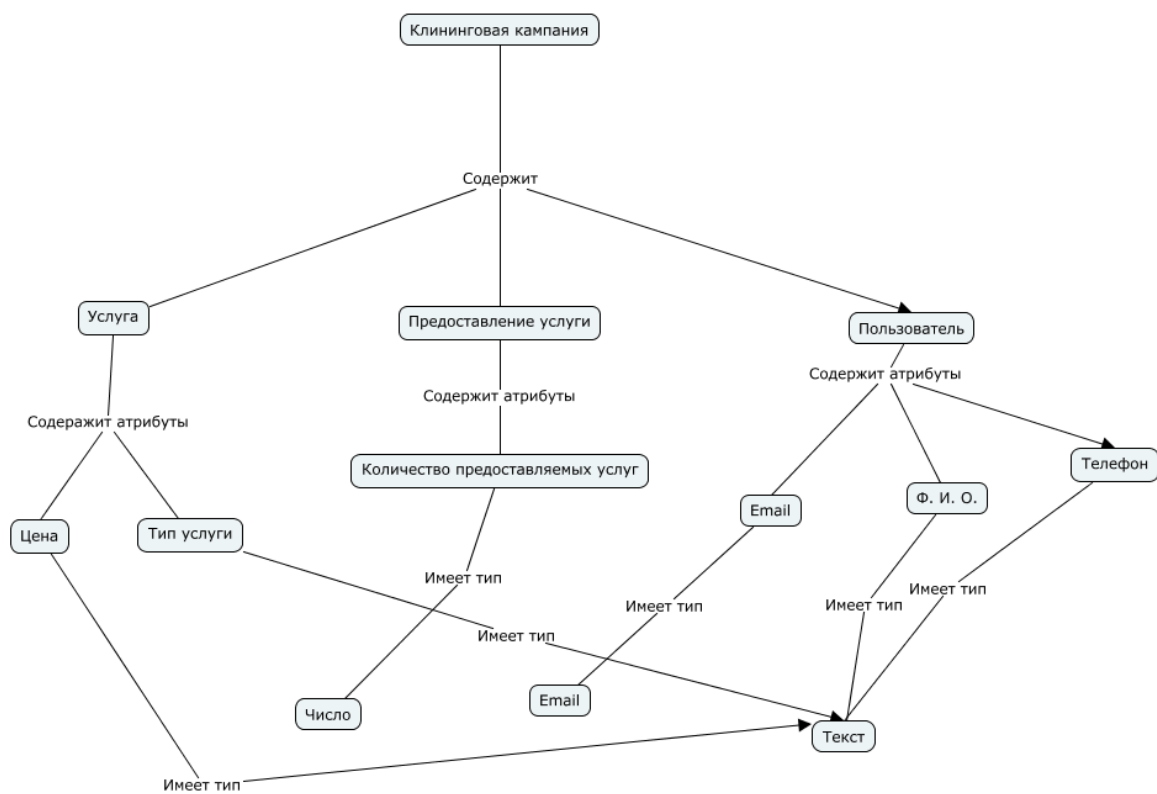 Клининговая кампания
Содержит
Услуга
Предоставление услуги
Пользователь
Содержит атрибуты
Содержит атрибуты
Содеражит атрибуты
Количество предоставляемых услуг
Телефон
Email
Ф. И. О.
Цена
Тип услуги
Имеет тип
Имеет тип
Имеет тип
Имеет тип
Имеет тип
Email
Число
Текст
Имеет тип